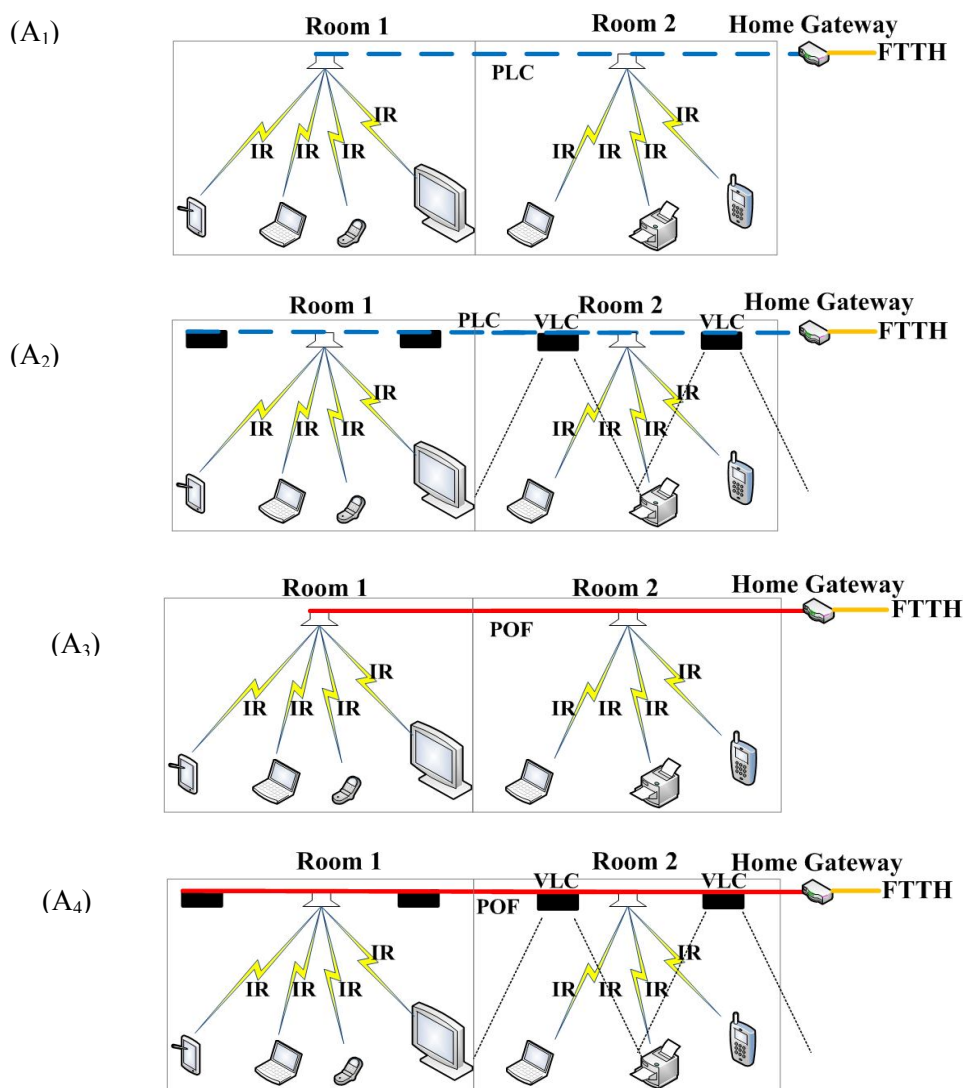 (A₁)
Room 1 Room 2 Home Gateway
PLC FTTH
IR IR
IR IR IR IR IR IR
(A₂)
Room 1 Room 2 Home Gateway
PLC VLC VLC FTTH
IR IR
IR IR IR IR IR IR
(A₃)
Room 1 Room 2 Home Gateway
POF FTTH
IR
IR IR IR IR IR IR
(A₄)
Room 1 Room 2 Home Gateway
VLC VLC FTTH
POF
IR IR
IR IR IR IR IR